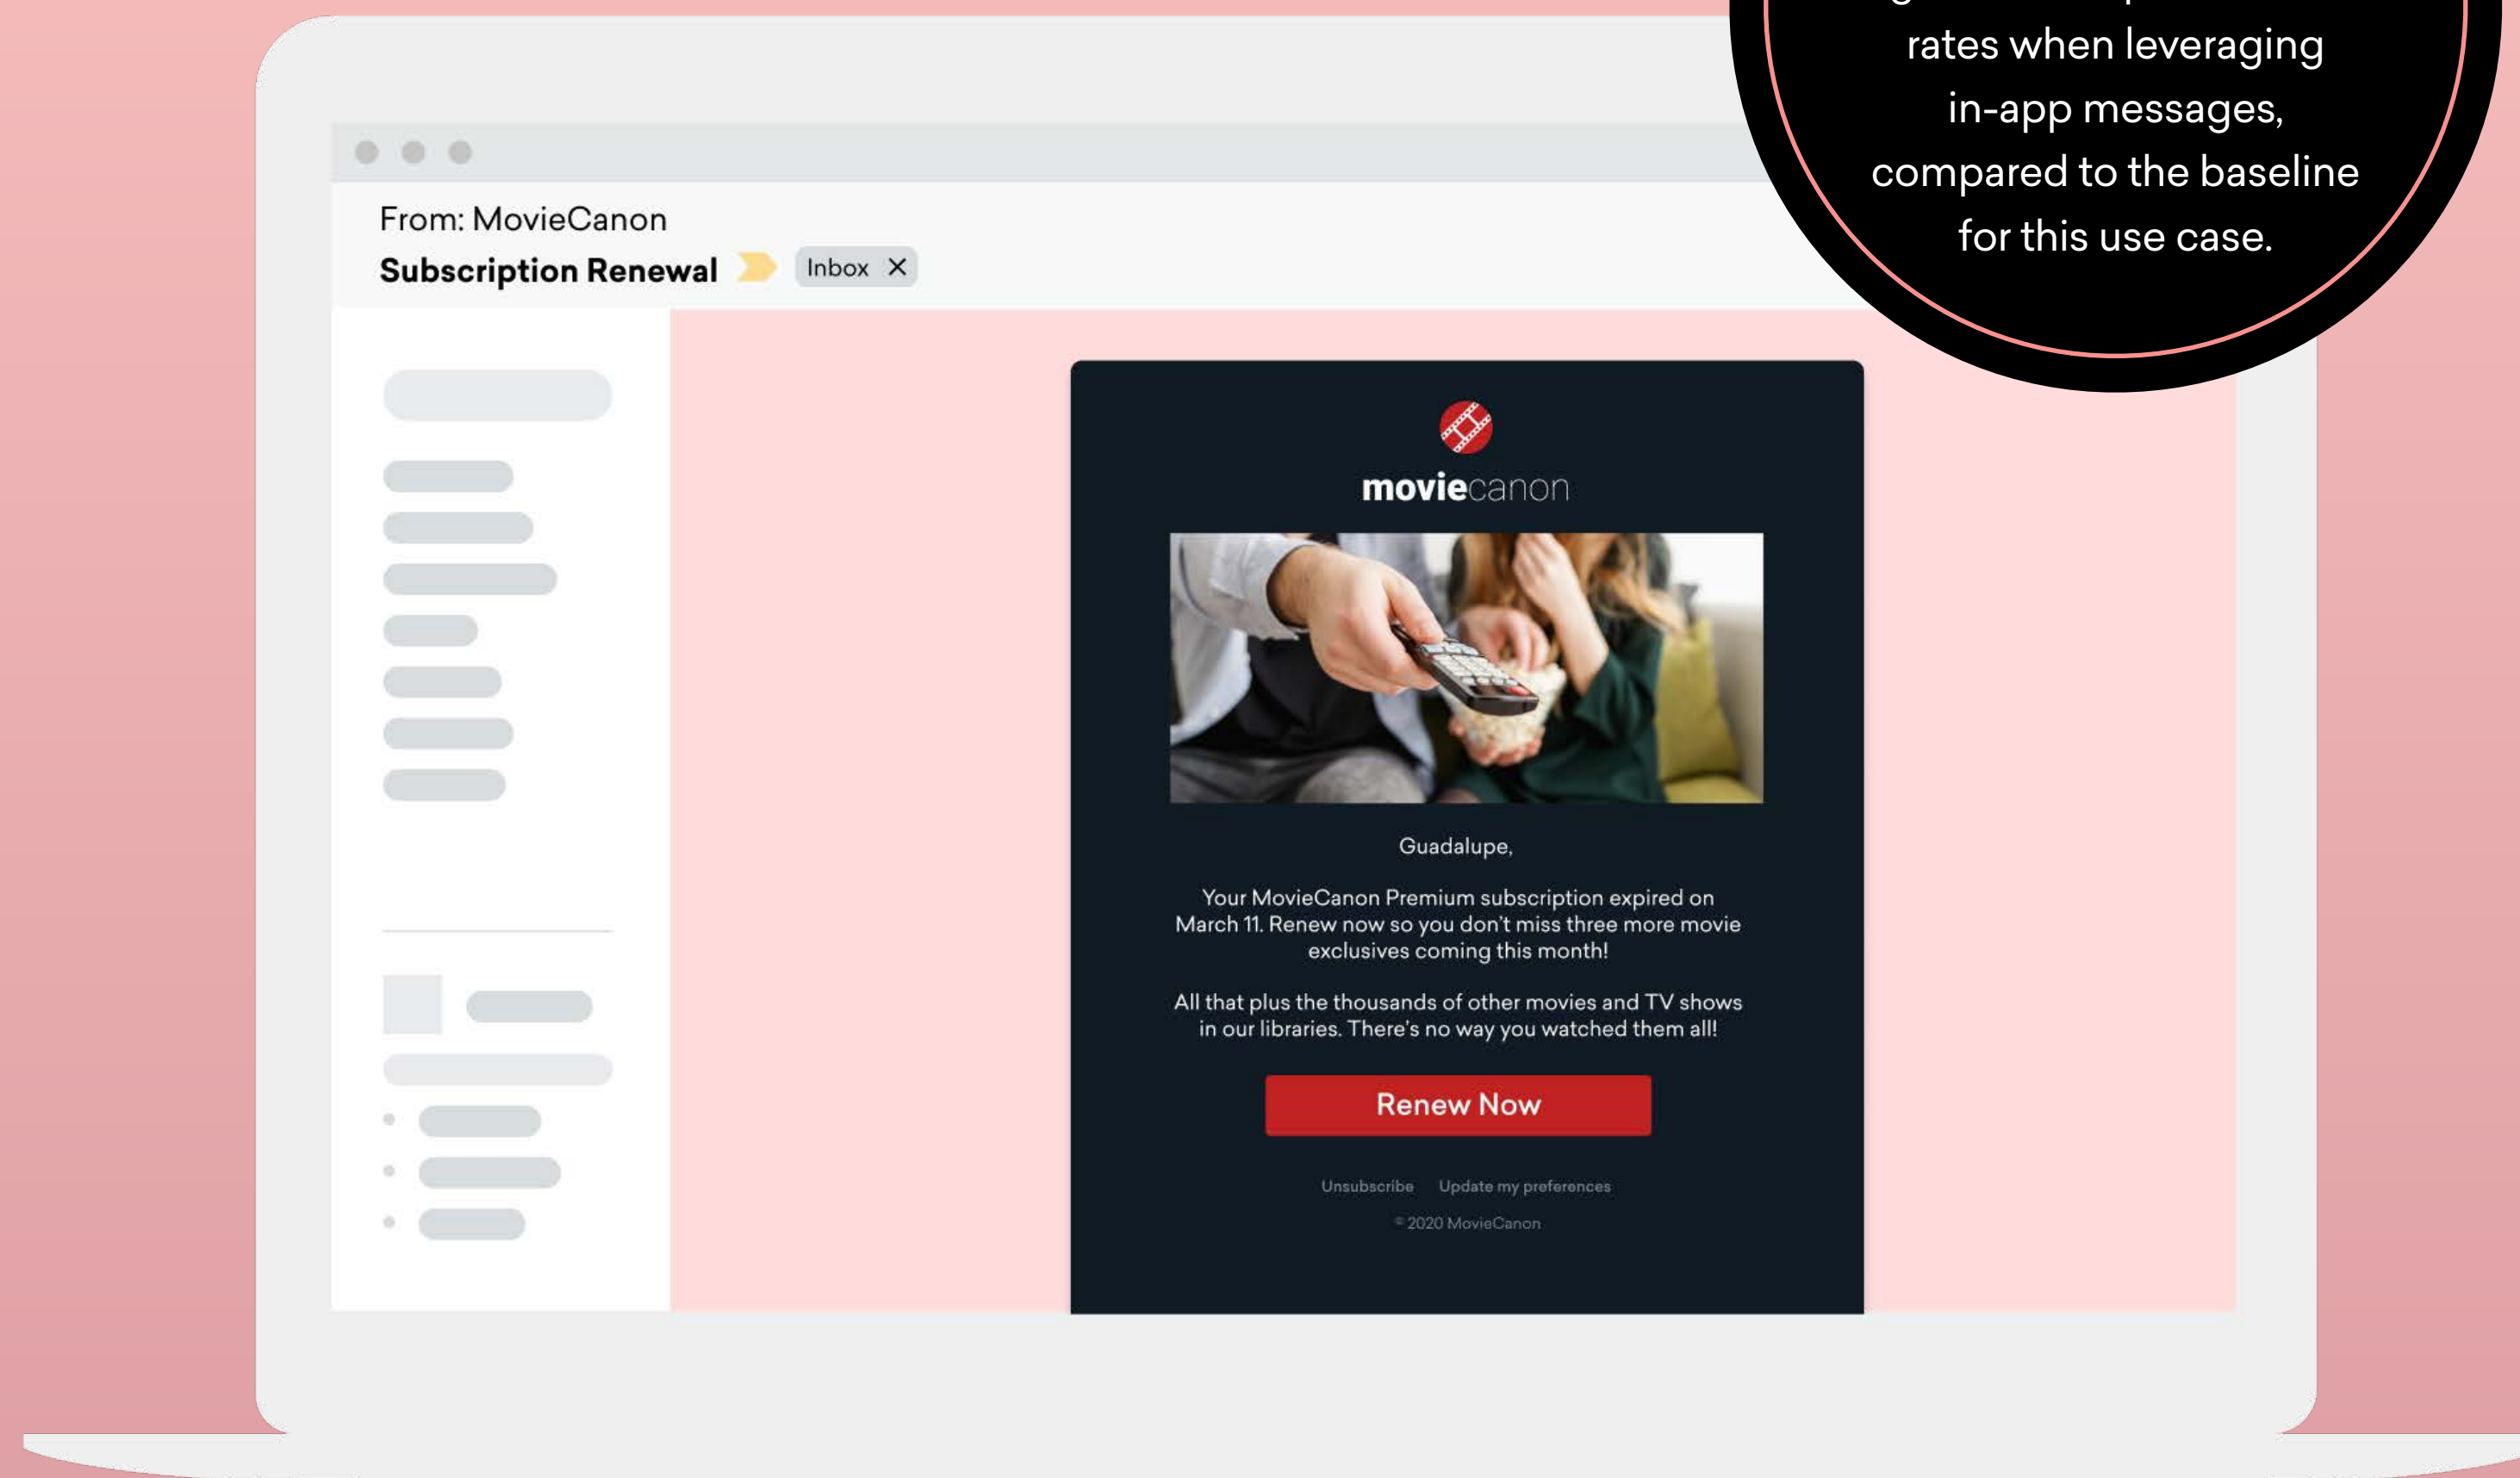 rates when leveraging
in-app messages,
compared to the baseline
for this use case.
From: MovieCanon
Subscription Renewal
Inbox X
moviecanon
Guadalupe,
Your MovieCanon Premium subscription expired on
March 11. Renew now so you don't miss three more movie
exclusives coming this month!
All that plus the thousands of other movies and TV shows
in our libraries. There's no way you watched them all!
Renew Now
Unsubscribe Update my preferences
© 2020 MovieCanon